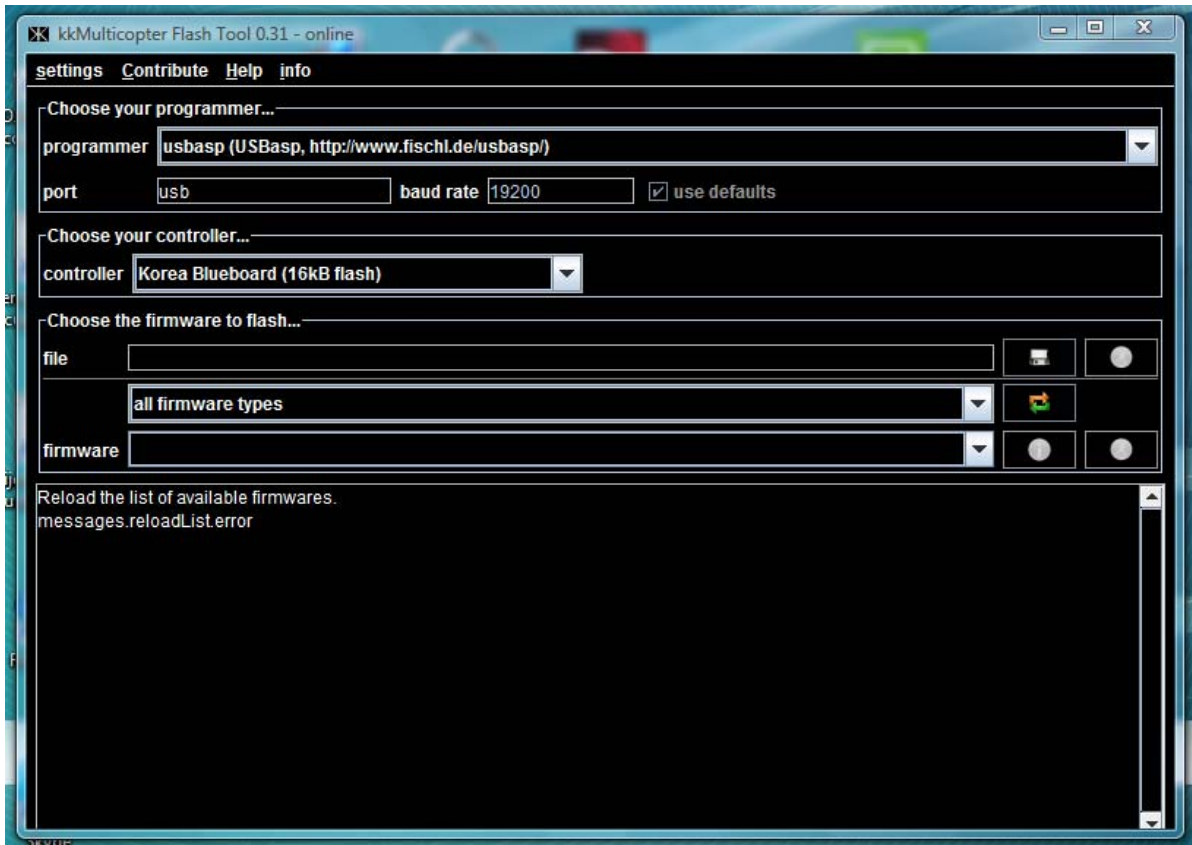 kkMulticopter Flash Tool 0.31 - online
settings Contribute Help info
Choose your programmer...
programmer usbasp (USBasp, http://www.fischl.de/usbasp/)
port usb baud rate 19200 use defaults
Choose your controller...
controller Korea Blueboard (16kB flash)
Choose the firmware to flash...
file
all firmware types
firmware
Reload the list of available firmwares.
messages.reloadList.error